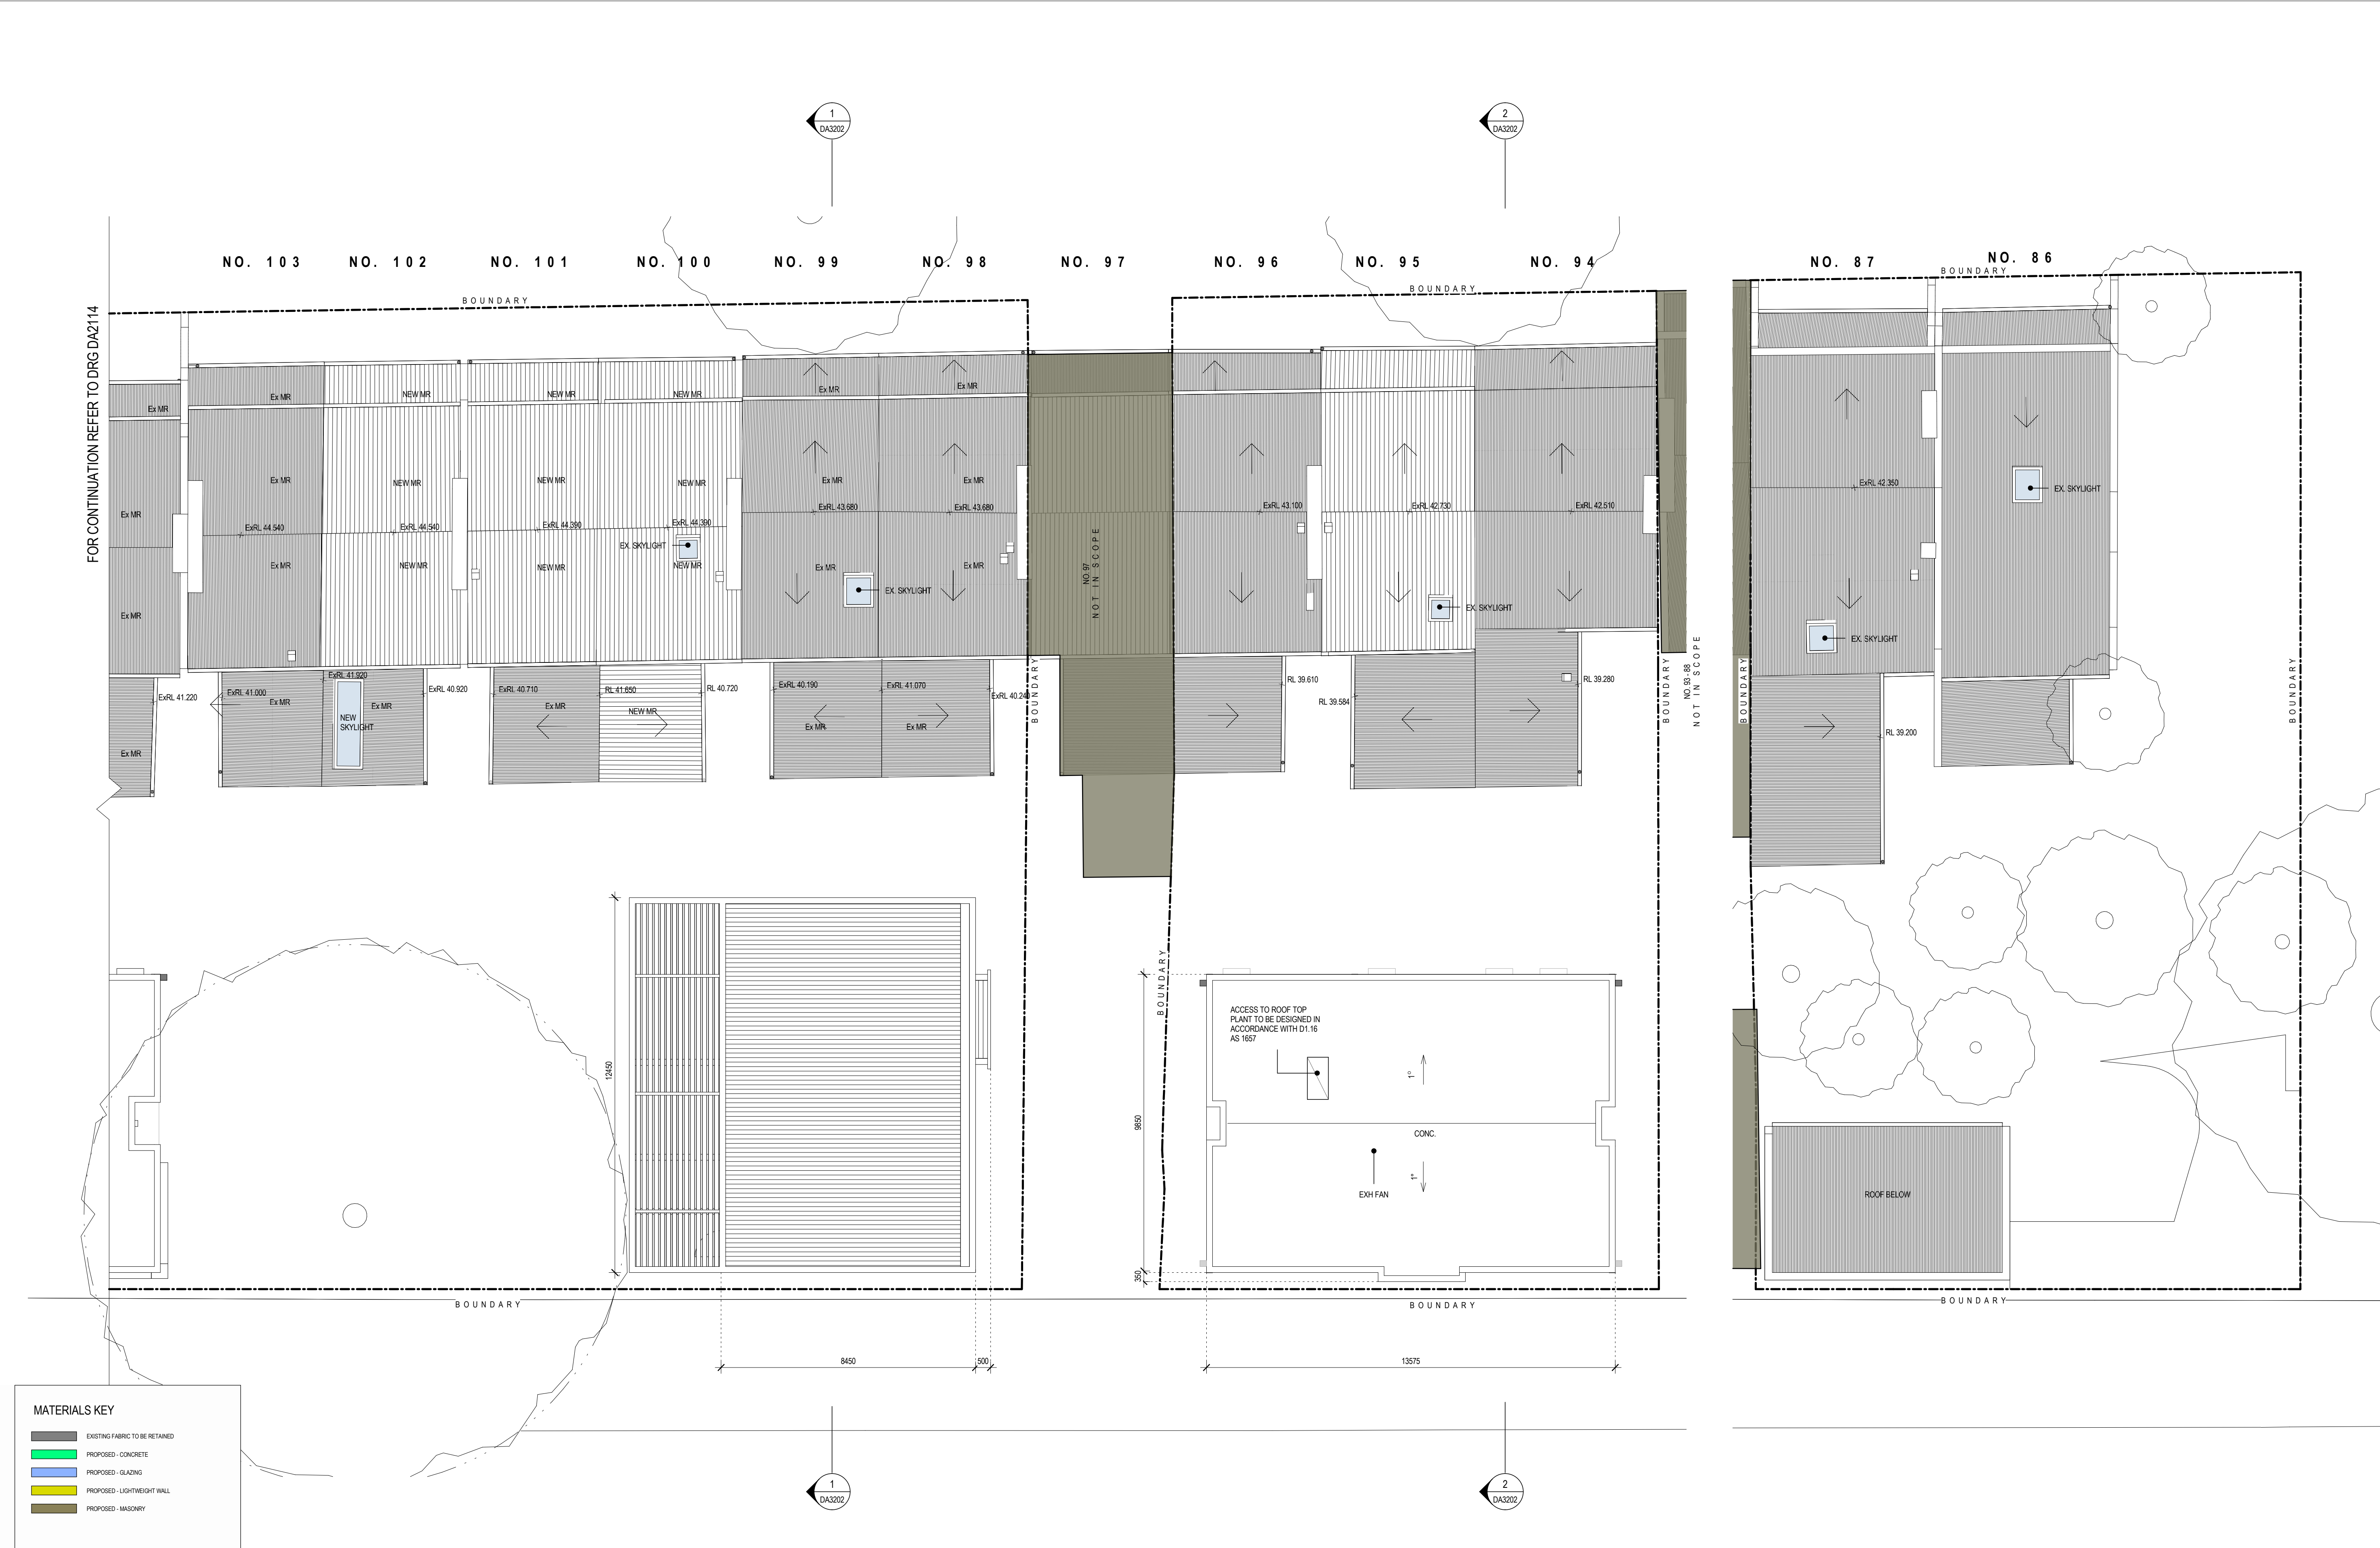 1
DA3202
2
DA3202
NO. 103
NO. 102
NO. 101
NO. 100
NO. 99
NO. 98
NO. 97
NO. 96
NO. 95
NO. 94
NO. 87
NO. 86
BOUNDARY
BOUNDARY
BOUNDARY
FOR CONTINUATION REFER TO DRG DA2114
Ex MR
Ex MR
NEW MR
NEW MR
NEW MR
Ex MR
Ex MR
Ex MR
Ex MR
NEW MR
NEW MR
NEW MR
Ex MR
Ex MR
ExRL 44.540
ExRL 44.540
ExRL 44.390
ExRL 44.390
ExRL 43.680
ExRL 43.680
ExRL 43.100
ExRL 42.730
ExRL 42.510
ExRL 42.350
EX. SKYLIGHT
EX. SKYLIGHT
Ex MR
Ex MR
NEW MR
NEW MR
NEW MR
Ex MR
Ex MR
EX. SKYLIGHT
EX. SKYLIGHT
EX. SKYLIGHT
NO. 97
NOT IN SCOPE
NO. 93 - 88
NOT IN SCOPE
BOUNDARY
BOUNDARY
BOUNDARY
BOUNDARY
ExRL 41.220
ExRL 41.000
Ex MR
ExRL 41.920
NEW
SKYLIGHT
Ex MR
ExRL 40.920
ExRL 40.710
Ex MR
RL 41.650
NEW MR
RL 40.720
ExRL 40.190
Ex MR
ExRL 41.070
Ex MR
ExRL 40.240
RL 39.610
RL 39.584
RL 39.280
RL 39.200
Ex MR
BOUNDARY
12450
9850
350
ACCESS TO ROOF TOP
PLANT TO BE DESIGNED IN
ACCORDANCE WITH D1.16
AS 1657
1°
CONC.
1°
EXH FAN
ROOF BELOW
BOUNDARY
BOUNDARY
BOUNDARY
8450
500
13575
MATERIALS KEY
EXISTING FABRIC TO BE RETAINED
PROPOSED - CONCRETE
PROPOSED - GLAZING
PROPOSED - LIGHTWEIGHT WALL
PROPOSED - MASONRY
1
DA3202
2
DA3202